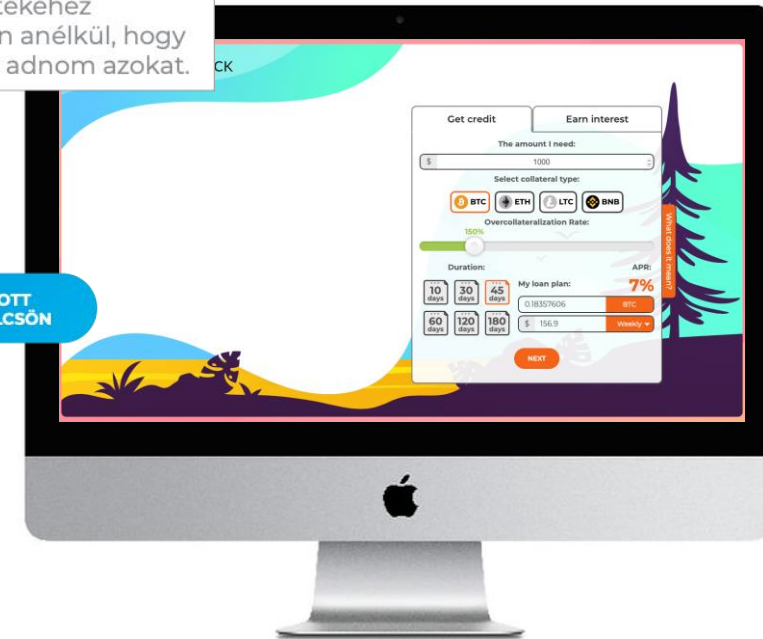 n anélkül, hogy
adnom azokat.
CK
Get credit
Earn interest
The amount I need:
$ 1000
Select collateral type:
BTC ETH LTC BNB
Overcollateralization Rate:
150%
What does it mean?
Duration:
APR:
10 days
30 days
45 days
My loan plan:
7%
0.18357606 BTC
60 days
120 days
180 days
$ 156.9 Weekly
NEXT
OTT
LCSÖN